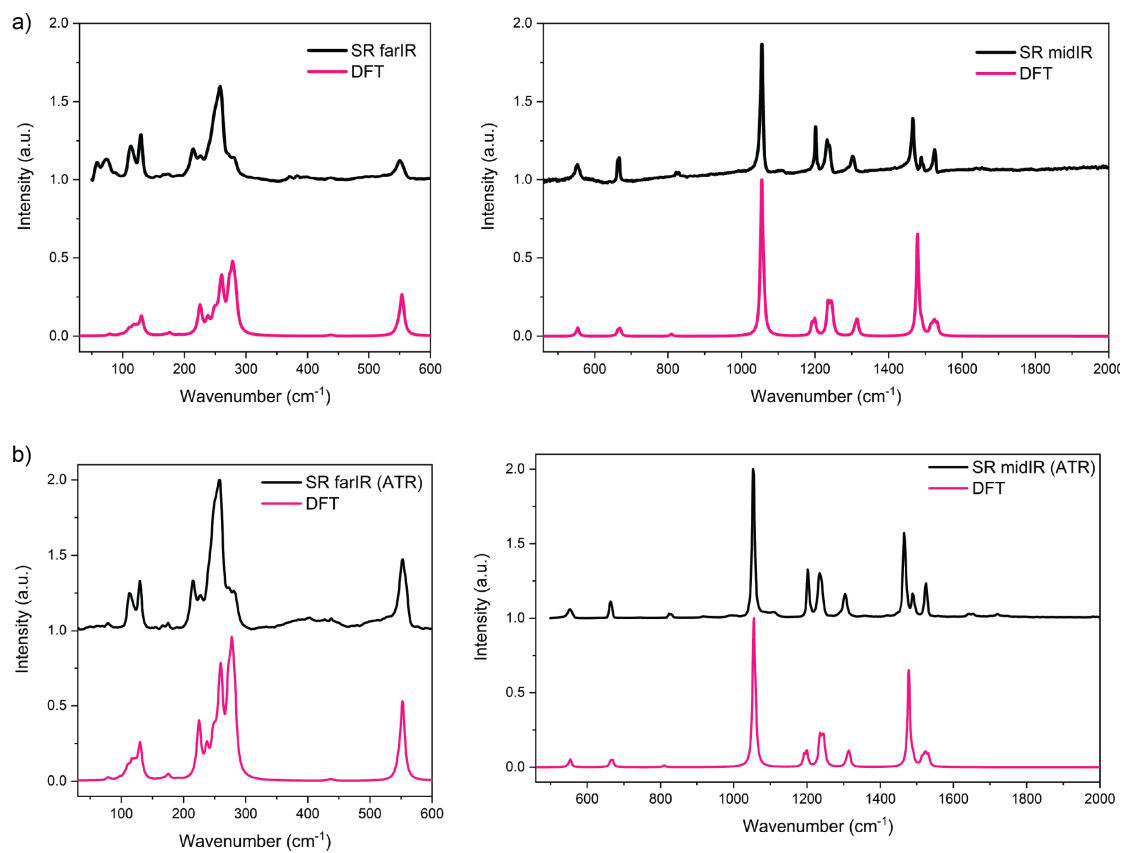 a)
2.0
1.5
1.0
0.5
0.0
Intensity (a.u.)
SR farIR
DFT
100 200 300 400 500 600
Wavenumber (cm-1)
2.0
1.5
1.0
0.5
0.0
Intensity (a.u.)
SR midIR
DFT
600 800 1000 1200 1400 1600 1800 2000
Wavenumber (cm-1)
b)
2.0
1.5
1.0
0.5
0.0
Intensity (a.u.)
SR farIR (ATR)
DFT
100 200 300 400 500 600
Wavenumber (cm-1)
2.0
1.5
1.0
0.5
0.0
Intensity (a.u.)
SR midIR (ATR)
DFT
600 800 1000 1200 1400 1600 1800 2000
Wavenumber (cm-1)